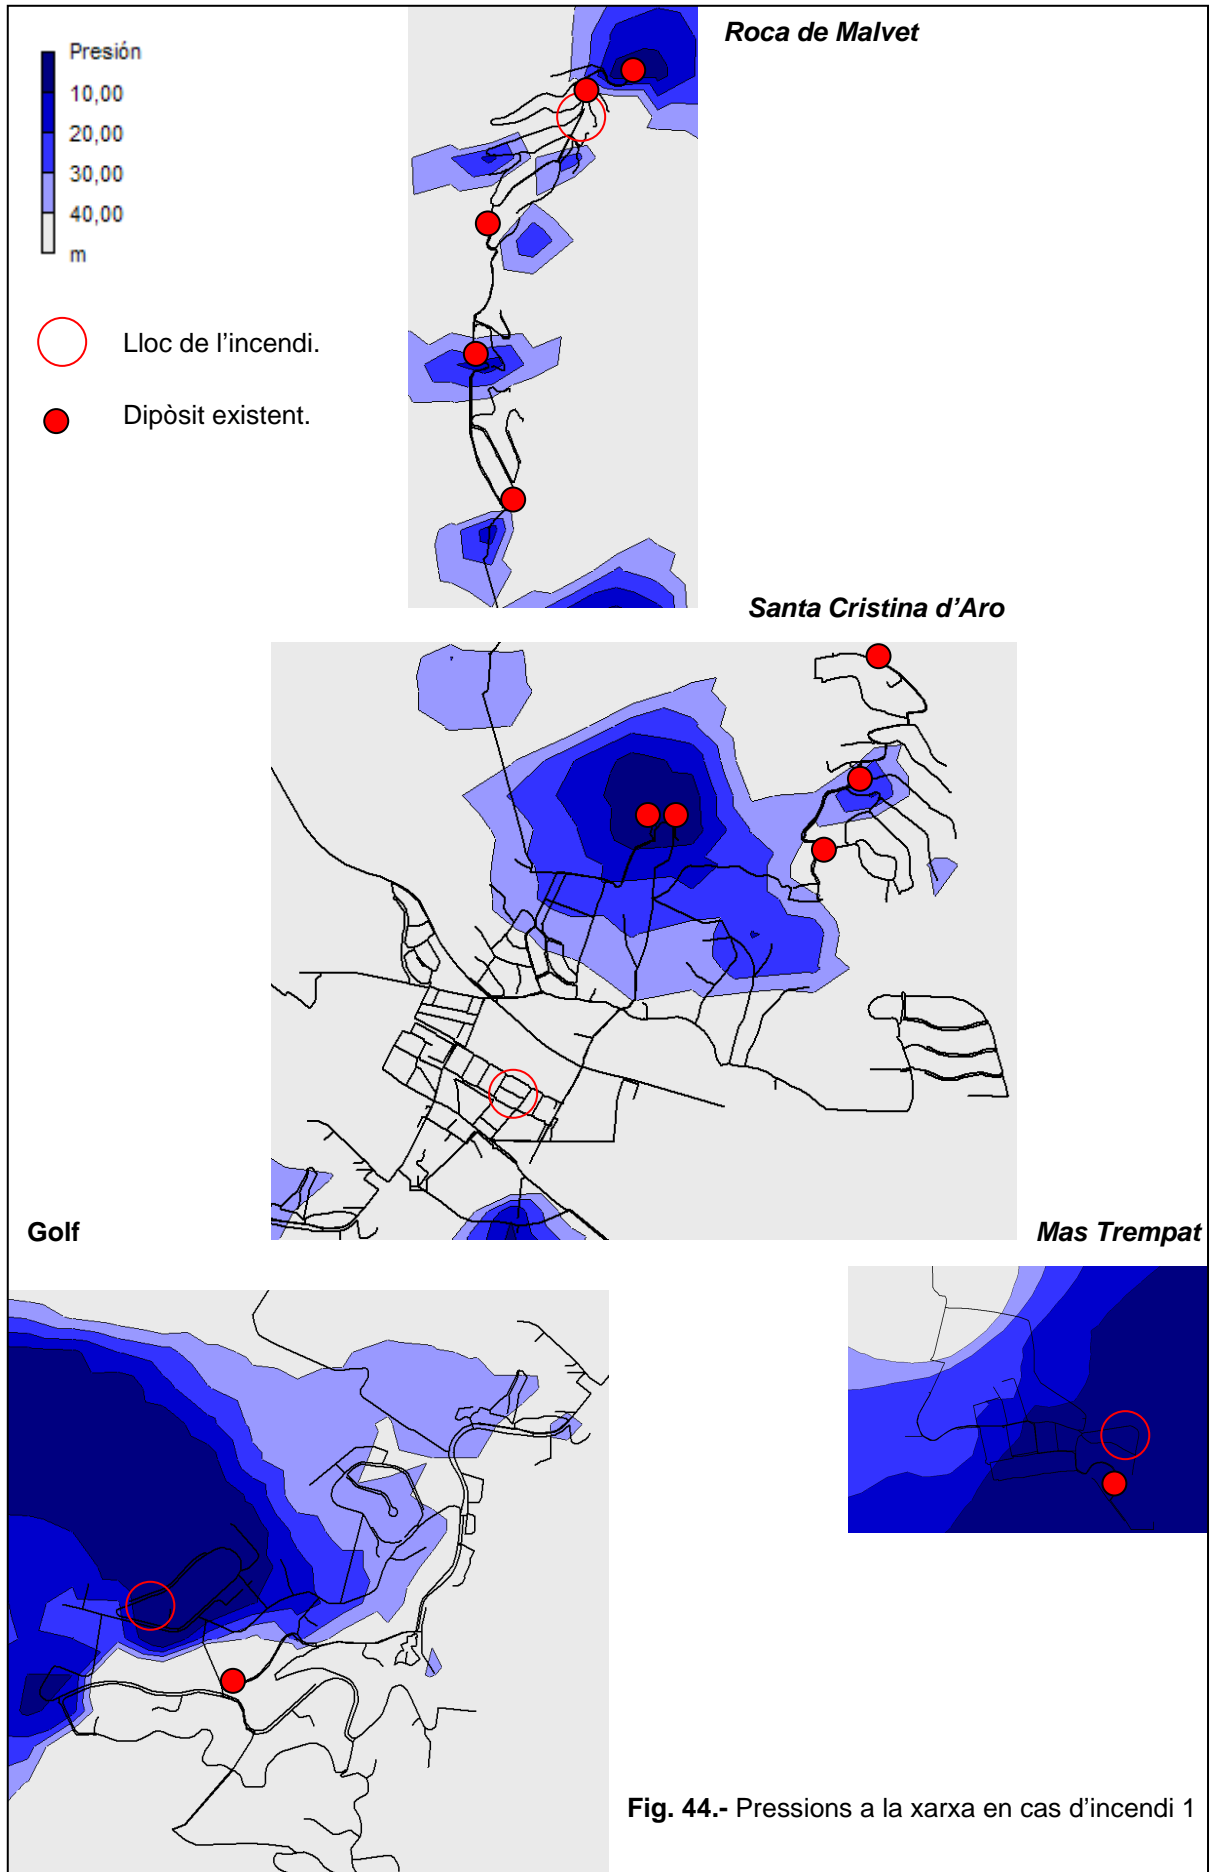 Roca de Malvet
Presión
10,00
20,00
30,00
40,00
m
Lloc de l'incendi.
Dipòsit existent.
Santa Cristina d'Aro
Golf
Mas Trempat
Fig. 44.- Pressions a la xarxa en cas d'incendi 1